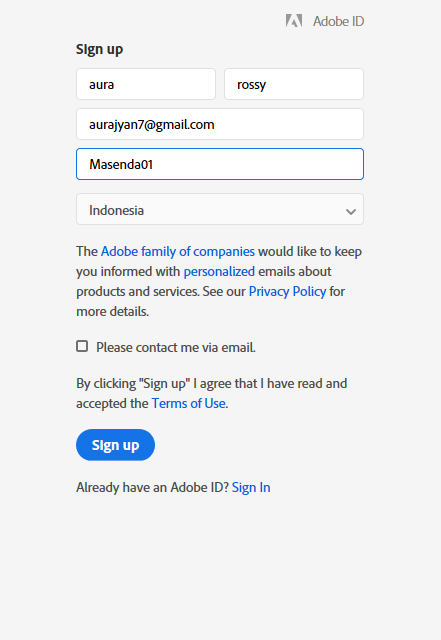 Adobe ID
Sign up
aura rossy
aurajyan7@gmail.com
Masenda01
Indonesia
The Adobe family of companies would like to keep
you informed with personalized emails about
products and services. See our Privacy Policy for
more details.
Please contact me via email.
By clicking "Sign up" I agree that I have read and
accepted the Terms of Use.
Sign up
Already have an Adobe ID? Sign In